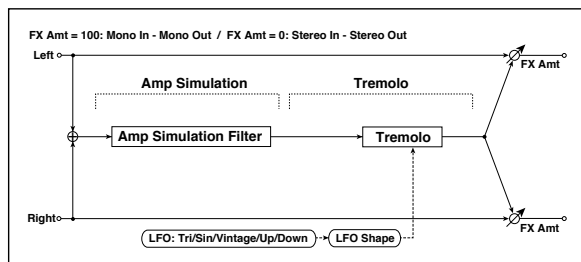 FX Amt = 100: Mono In - Mono Out / FX Amt = 0: Stereo In - Stereo Out
Left
FX Amt
Amp Simulation
Tremolo
Amp Simulation Filter
Tremolo
Right
FX Amt
LFO: Tri/Sin/Vintage/Up/Down
LFO Shape